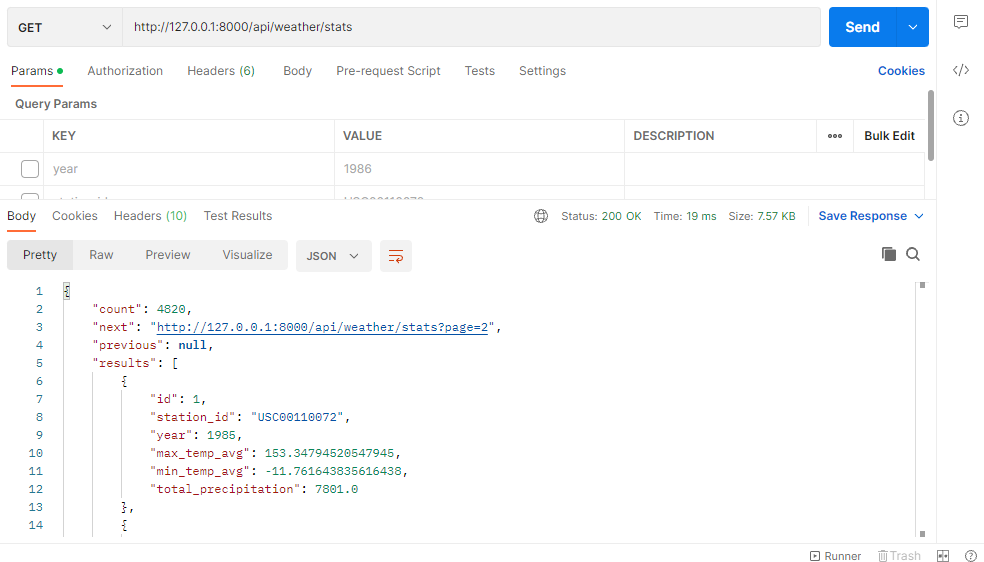 GET http://127.0.0.1:8000/api/weather/stats Send
Params Authorization Headers (6) Body Pre-request Script Tests Settings Cookies
Query Params
KEY VALUE DESCRIPTION ••• Bulk Edit
year 1986
Body Cookies Headers (10) Test Results Status: 200 OK Time: 19 ms Size: 7.57 KB Save Response
Pretty Raw Preview Visualize JSON
1 {
2 "count": 4820,
3 "next": "http://127.0.0.1:8000/api/weather/stats?page=2",
4 "previous": null,
5 "results": [
6 {
7 "id": 1,
8 "station_id": "USC00110072",
9 "year": 1985,
10 "max_temp_avg": 153.34794520547945,
11 "min_temp_avg": -11.761643835616438,
12 "total_precipitation": 7801.0
13 },
14 {
Runner Trash